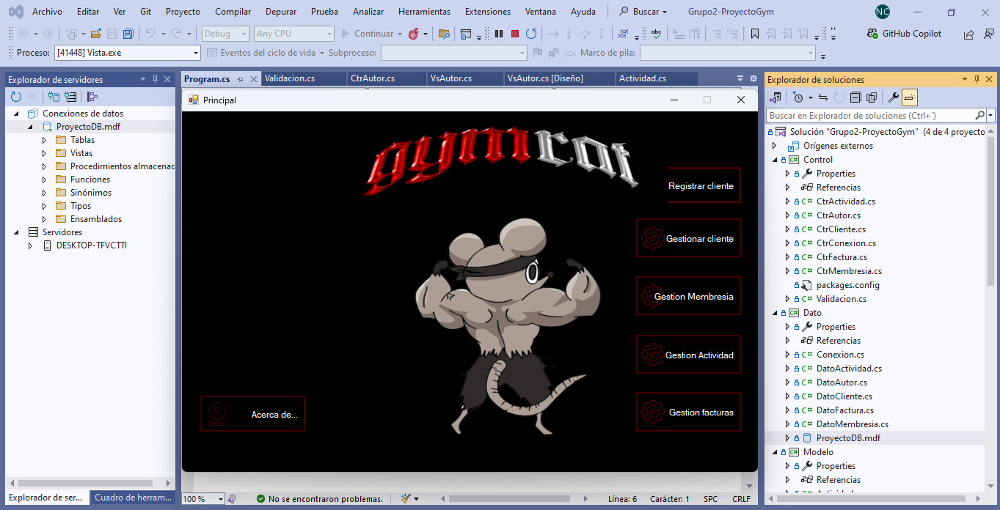 Archivo Editar Ver Git Proyecto Compilar Depurar Prueba Analizar Herramientas Extensiones Ventana Ayuda Buscar Grupo2-ProyectoGym NC
Debug Any CPU Continuar abc GitHub Copilot
Proceso: [41448] Vista.exe Eventos del ciclo de vida Subproceso: Marco de pila:
Explorador de servidores
Conexiones de datos
ProyectoDB.mdf
Tablas
Vistas
Procedimientos almacenac
Funciones
Sinónimos
Tipos
Ensamblados
Servidores
DESKTOP-TFVCTTI
Explorador de ser... Cuadro de herram...
Program.cs Validacion.cs CtrAutor.cs VsAutor.cs VsAutor.cs [Diseño] Actividad.cs
Principal
gymrat
Registrar cliente
Gestionar cliente
Gestion Membresia
Gestion Actividad
Gestion facturas
Acerca de...
100 % No se encontraron problemas. Línea: 6 Carácter: 1 SPC CRLF
Explorador de soluciones
Buscar en Explorador de soluciones (Ctrl+´)
Solución "Grupo2-ProyectoGym" (4 de 4 proyecto
Orígenes externos
Control
Properties
Referencias
C# CtrActividad.cs
C# CtrAutor.cs
C# CtrCliente.cs
C# CtrConexion.cs
C# CtrFactura.cs
C# CtrMembresia.cs
packages.config
C# Validacion.cs
Dato
Properties
Referencias
C# Conexion.cs
C# DatoActividad.cs
C# DatoAutor.cs
C# DatoCliente.cs
C# DatoFactura.cs
C# DatoMembresia.cs
ProyectoDB.mdf
Modelo
Properties
Referencias